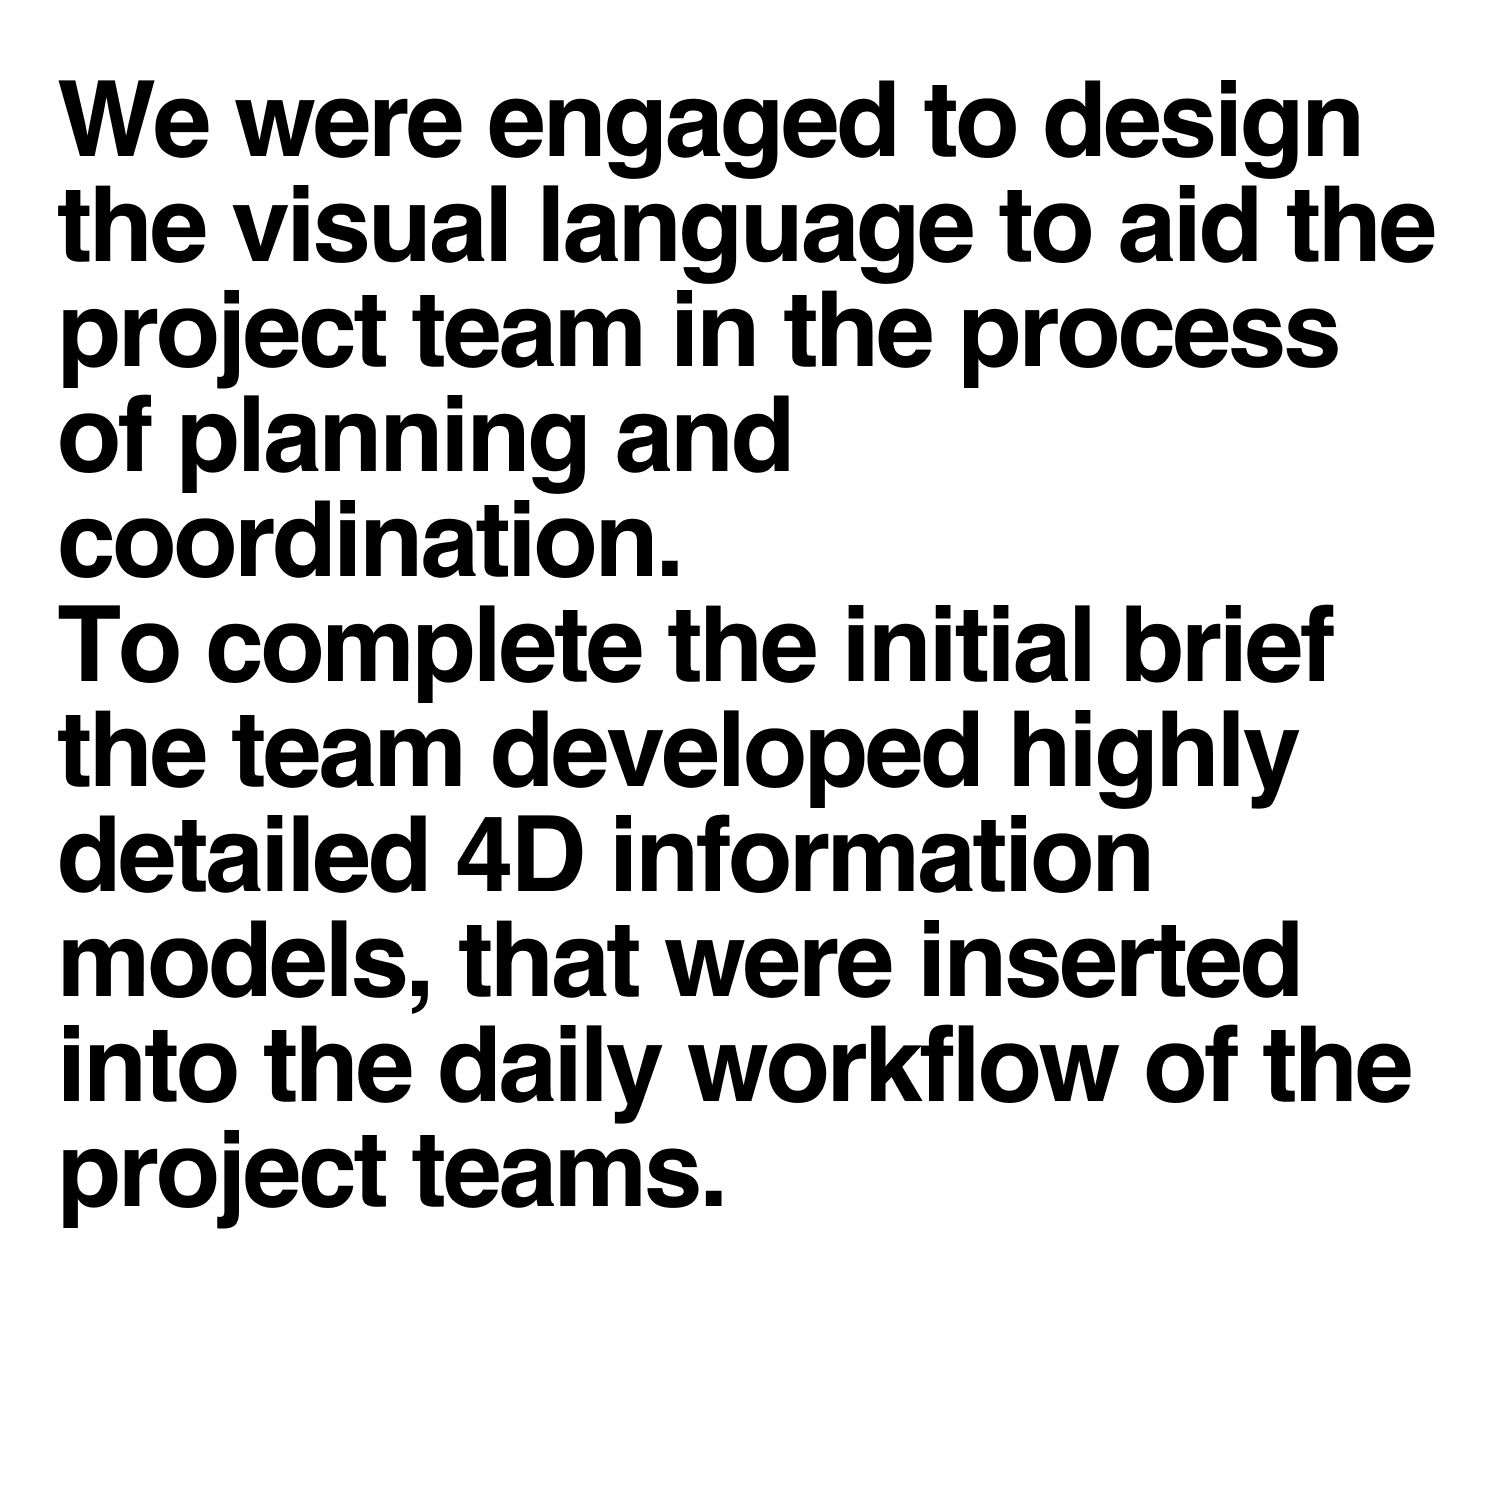 We were engaged to design
the visual language to aid the
project team in the process
of planning and
coordination.
To complete the initial brief
the team developed highly
detailed 4D information
models, that were inserted
into the daily workflow of the
project teams.